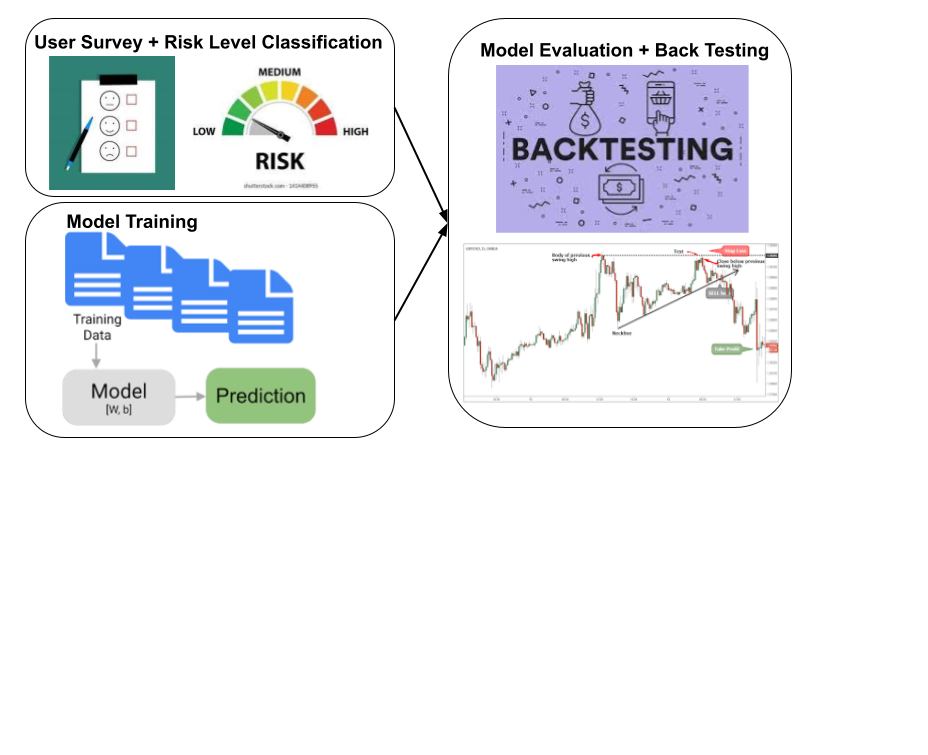 User Survey + Risk Level Classification
MEDIUM
LOW
HIGH
RISK
shutterstock.com · 1414408955
Model Training
Training
Data
Model
[W, b]
Prediction
Model Evaluation + Back Testing
$
BACKTESTING
$
Body of previous
swing high
Test
Stop Loss
Close below previous
swing high
Neckline
Take Profit